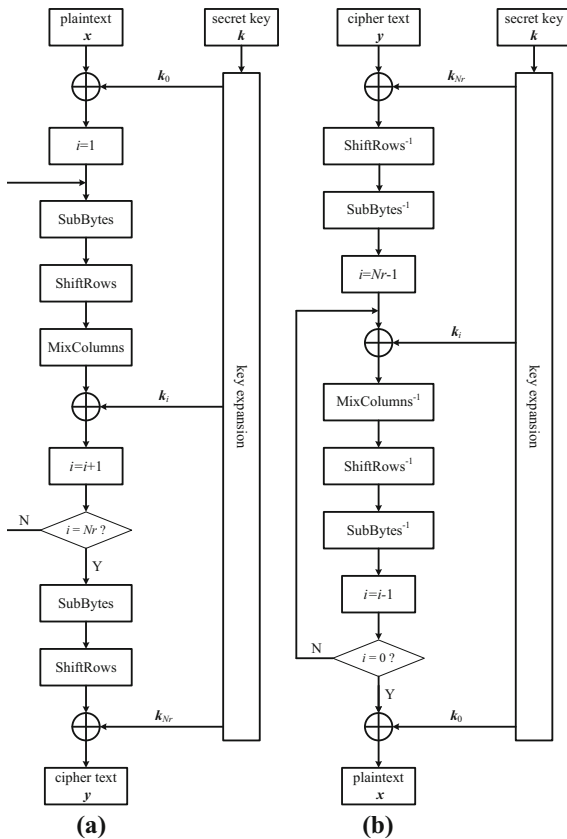 plaintext
x
secret key
k
k0
i=1
SubBytes
ShiftRows
MixColumns
ki
key expansion
i=i+1
N
i = Nr ?
Y
SubBytes
ShiftRows
kNr
cipher text
y
(a)
cipher text
y
secret key
k
kNr
ShiftRows-1
SubBytes-1
i=Nr-1
ki
key expansion
MixColumns-1
ShiftRows-1
SubBytes-1
i=i-1
N
i = 0 ?
Y
k0
plaintext
x
(b)